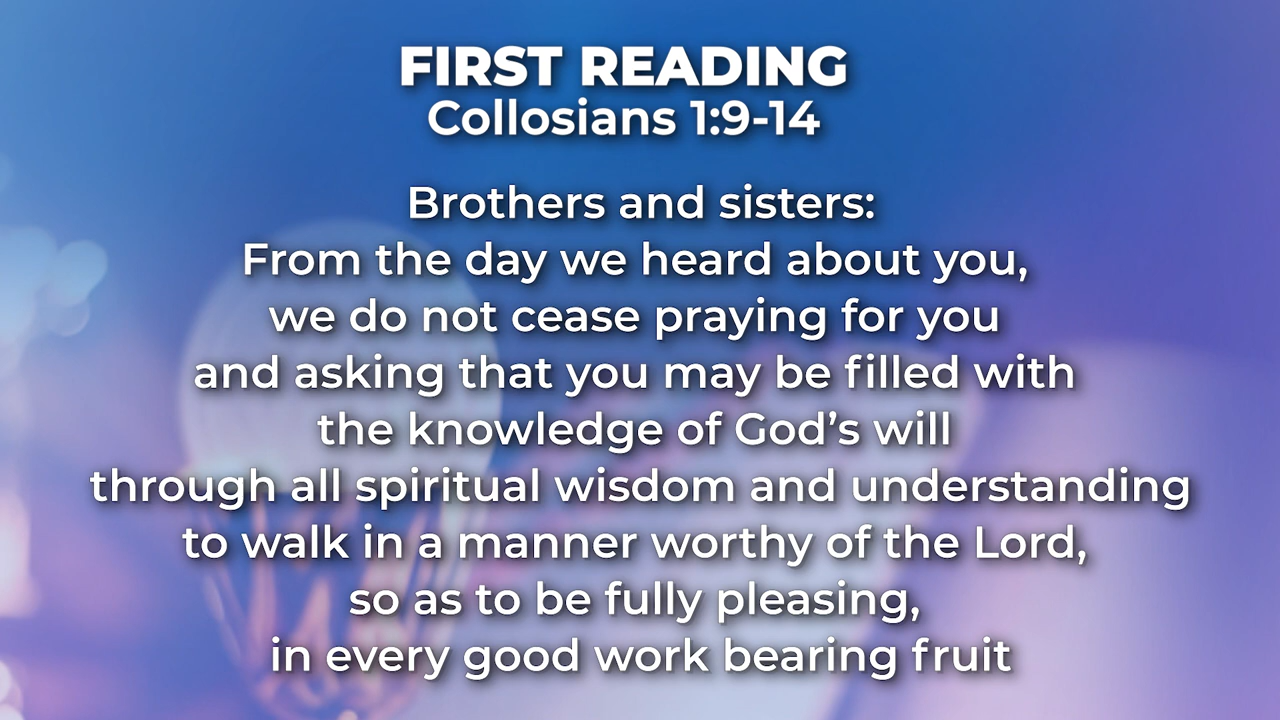 FIRST READING
Collosians 1:9-14
Brothers and sisters:
From the day we heard about you,
we do not cease praying for you
and asking that you may be filled with
the knowledge of God’s will
through all spiritual wisdom and understanding
to walk in a manner worthy of the Lord,
so as to be fully pleasing,
in every good work bearing fruit